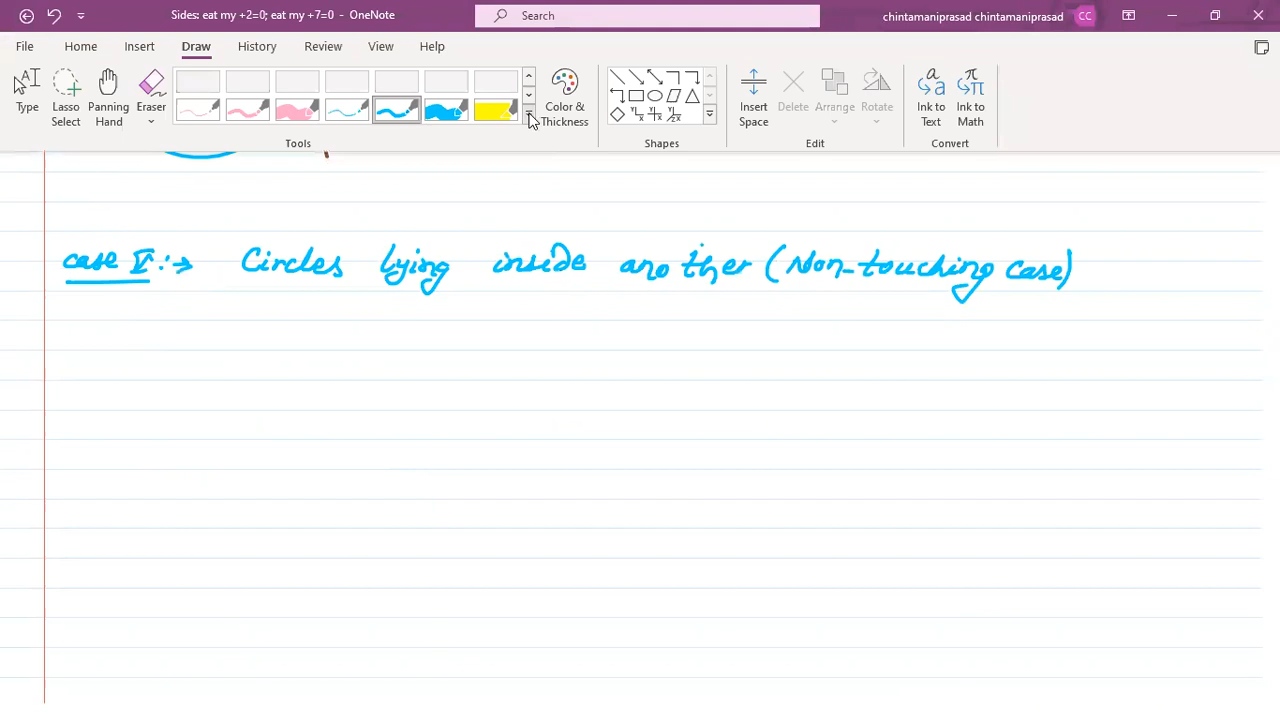 Sides: eat my +2=0; eat my +7=0 - OneNote
Search
chintamaniprasad chintamaniprasad CC
File Home Insert Draw History Review View Help
Type
Lasso Select
Panning Hand
Eraser
Color & Thickness
Insert Space
Delete
Arrange
Rotate
Ink to Text
Ink to Math
Tools
Shapes
Edit
Convert
case V :→ Circles lying inside another (Non-touching case)